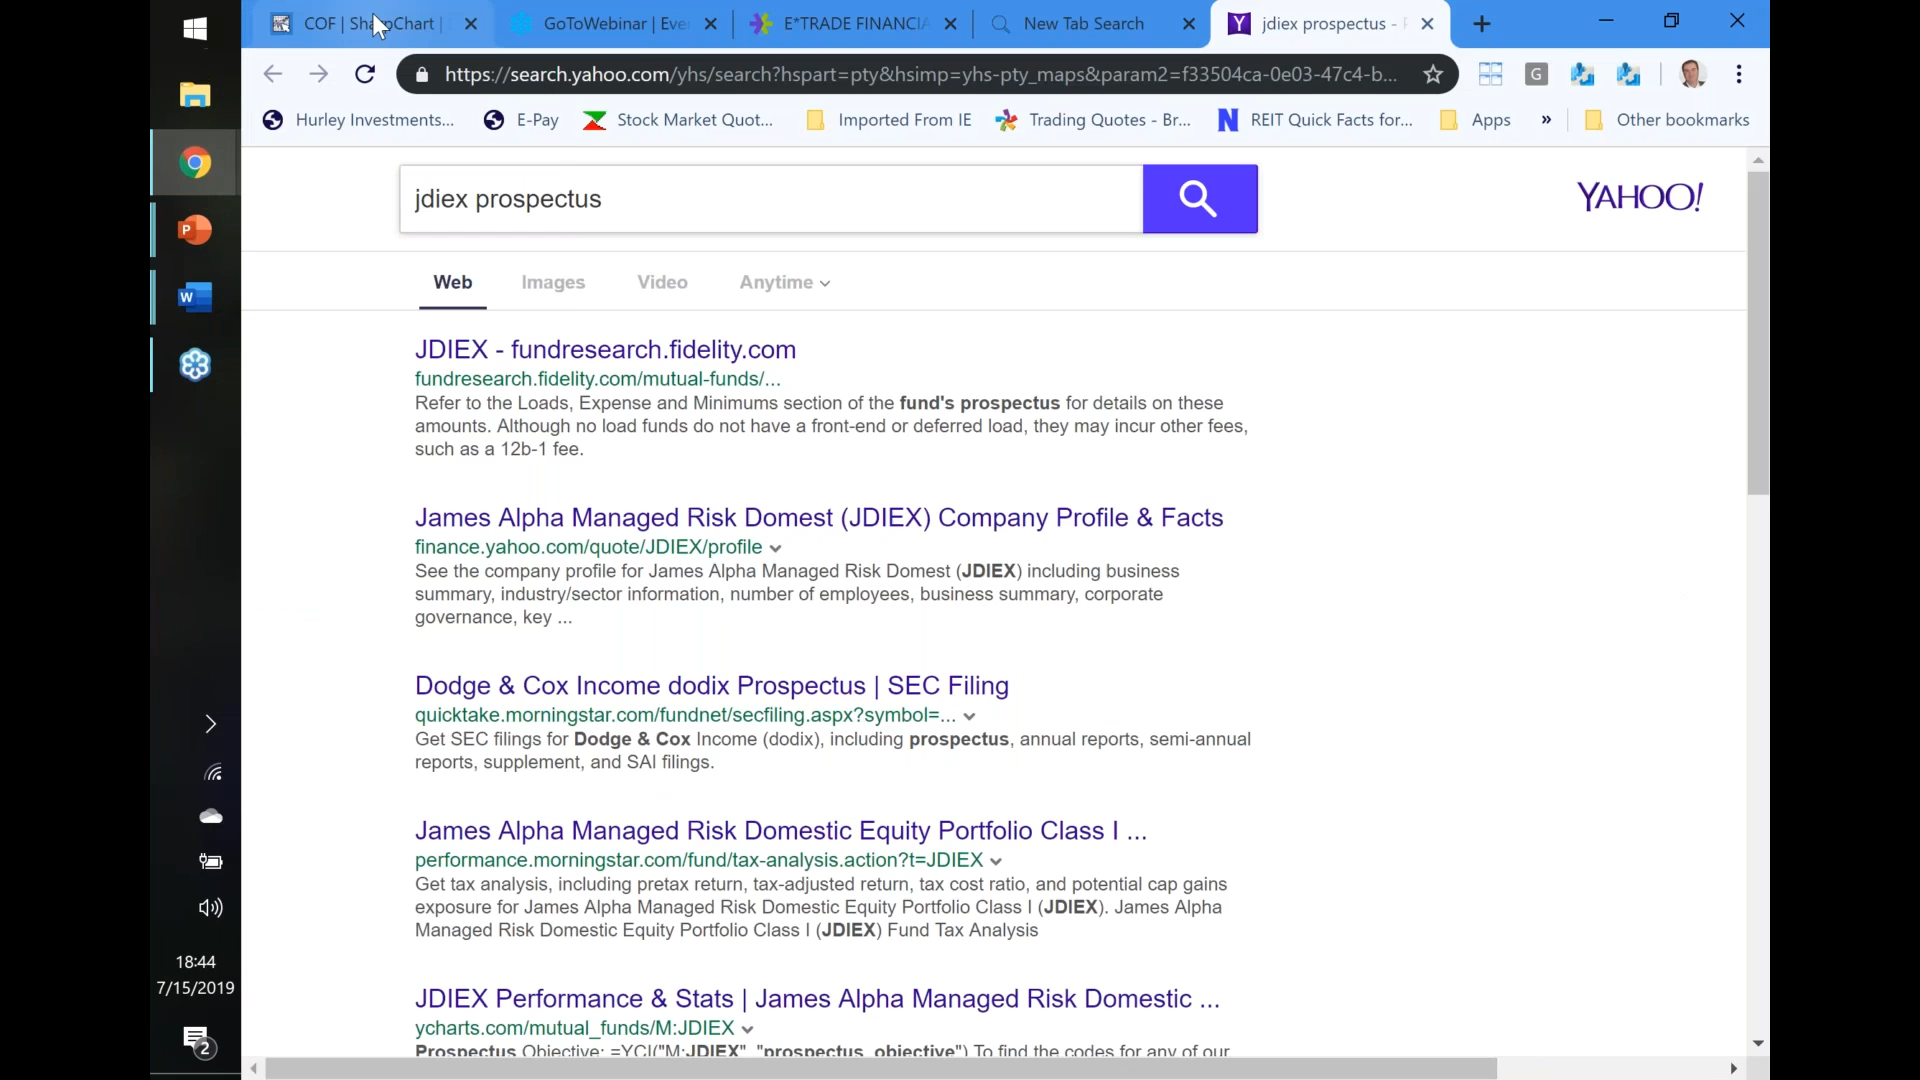 COF | SharpChart |
GoToWebinar | Eve
E*TRADE FINANCIA
New Tab Search
jdiex prospectus -
https://search.yahoo.com/yhs/search?hspart=pty&hsimp=yhs-pty_maps&param2=f33504ca-0e03-47c4-b...
G
Hurley Investments...
E-Pay
Stock Market Quot...
Imported From IE
Trading Quotes - Br...
N
REIT Quick Facts for...
Apps
»
Other bookmarks
jdiex prospectus
YAHOO!
Web
Images
Video
Anytime
JDIEX - fundresearch.fidelity.com
fundresearch.fidelity.com/mutual-funds/...
Refer to the Loads, Expense and Minimums section of the fund's prospectus for details on these
amounts. Although no load funds do not have a front-end or deferred load, they may incur other fees,
such as a 12b-1 fee.
James Alpha Managed Risk Domest (JDIEX) Company Profile & Facts
finance.yahoo.com/quote/JDIEX/profile
See the company profile for James Alpha Managed Risk Domest (JDIEX) including business
summary, industry/sector information, number of employees, business summary, corporate
governance, key ...
Dodge & Cox Income dodix Prospectus | SEC Filing
quicktake.morningstar.com/fundnet/secfiling.aspx?symbol=...
Get SEC filings for Dodge & Cox Income (dodix), including prospectus, annual reports, semi-annual
reports, supplement, and SAI filings.
James Alpha Managed Risk Domestic Equity Portfolio Class I ...
performance.morningstar.com/fund/tax-analysis.action?t=JDIEX
Get tax analysis, including pretax return, tax-adjusted return, tax cost ratio, and potential cap gains
exposure for James Alpha Managed Risk Domestic Equity Portfolio Class I (JDIEX). James Alpha
Managed Risk Domestic Equity Portfolio Class I (JDIEX) Fund Tax Analysis
JDIEX Performance & Stats | James Alpha Managed Risk Domestic ...
ycharts.com/mutual_funds/M:JDIEX
Prospectus Objective: =YCI("M:JDIEX", "prospectus_objective") To find the codes for any of our
18:44
7/15/2019
2